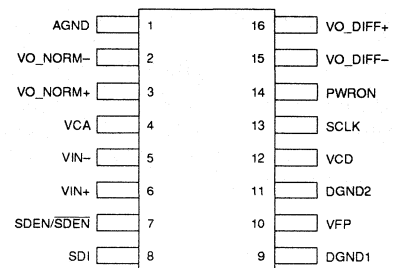 AGND 1 16 VO_DIFF+
VO_NORM– 2 15 VO_DIFF–
VO_NORM+ 3 14 PWRON
VCA 4 13 SCLK
VIN– 5 12 VCD
VIN+ 6 11 DGND2
SDEN/SDEN 7 10 VFP
SDI 8 9 DGND1